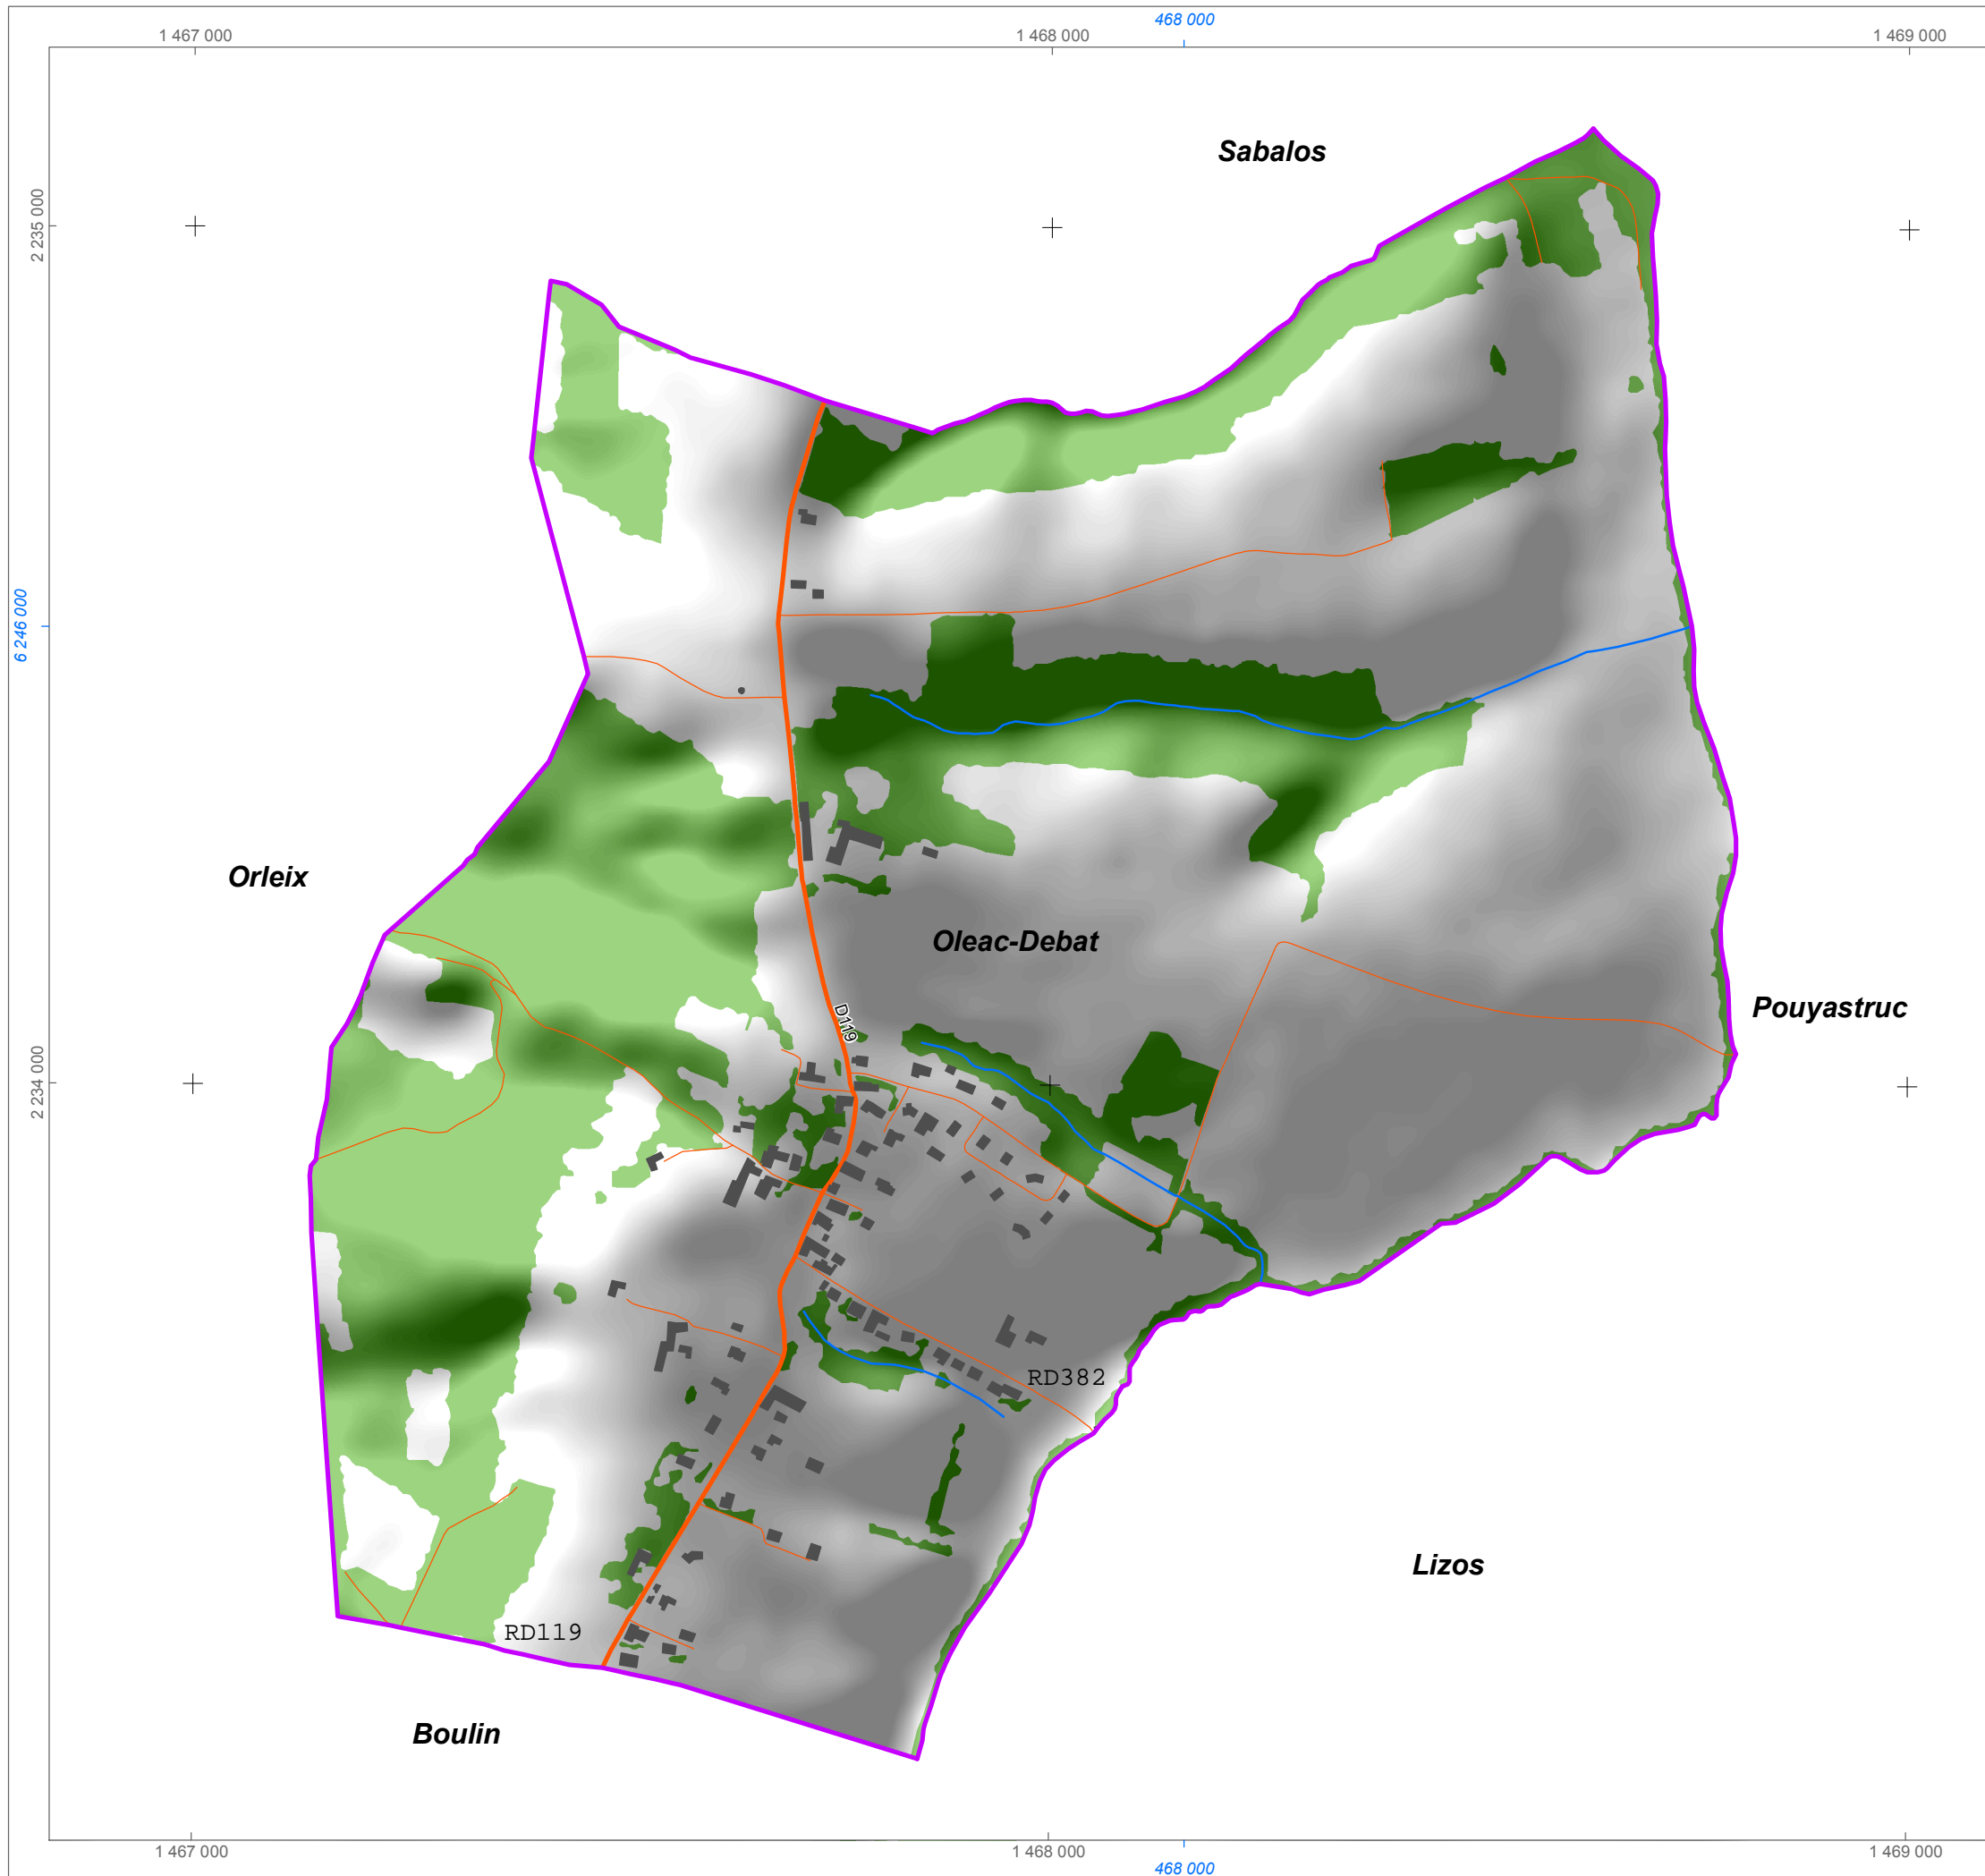 468 000
1 467 000
1 468 000
1 469 000
Sabalos
2 235 000
6 246 000
Orleix
Oleac-Debat
Pouyastruc
D119
2 234 000
RD382
Lizos
RD119
Boulin
1 467 000
1 468 000
1 469 000
468 000